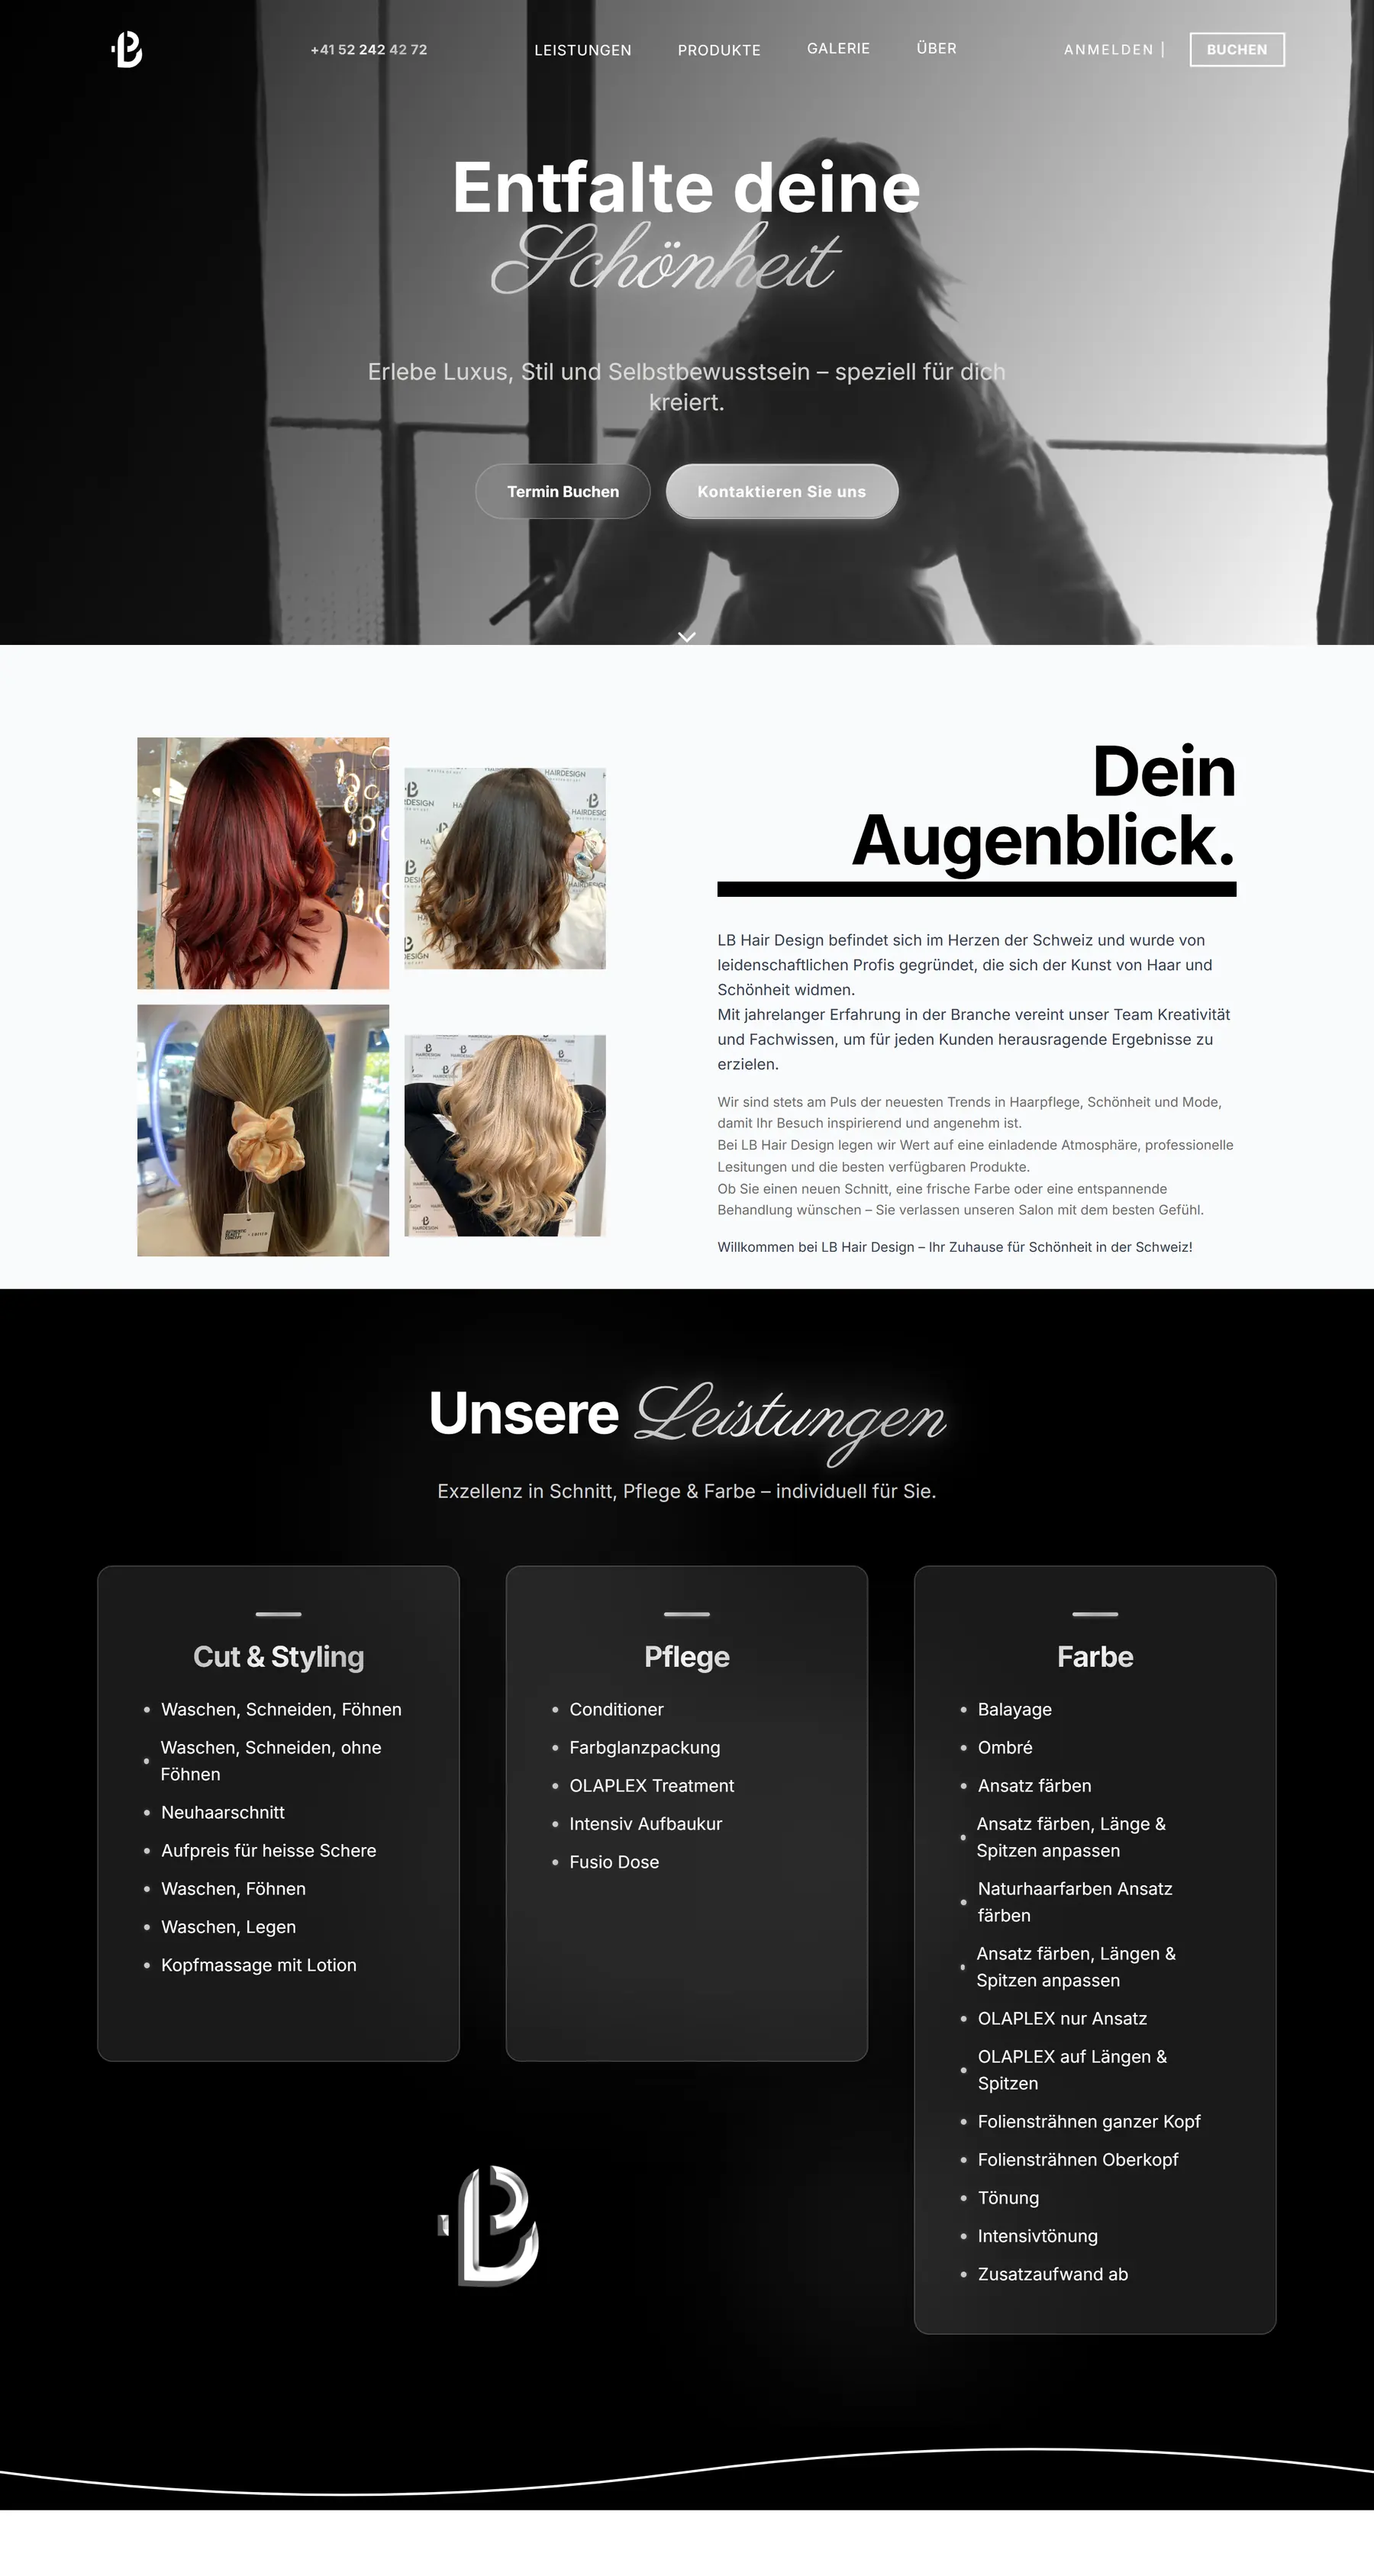 +41 52 242 42 72
LEISTUNGEN
PRODUKTE
GALERIE
ÜBER
ANMELDEN |
BUCHEN
Entfalte deine
Schönheit
Erlebe Luxus, Stil und Selbstbewusstsein – speziell für dich
kreiert.
Termin Buchen
Kontaktieren Sie uns
Dein
Augenblick.
LB Hair Design befindet sich im Herzen der Schweiz und wurde von
leidenschaftlichen Profis gegründet, die sich der Kunst von Haar und
Schönheit widmen.
Mit jahrelanger Erfahrung in der Branche vereint unser Team Kreativität
und Fachwissen, um für jeden Kunden herausragende Ergebnisse zu
erzielen.
Wir sind stets am Puls der neuesten Trends in Haarpflege, Schönheit und Mode,
damit Ihr Besuch inspirierend und angenehm ist.
Bei LB Hair Design legen wir Wert auf eine einladende Atmosphäre, professionelle
Lesitungen und die besten verfügbaren Produkte.
Ob Sie einen neuen Schnitt, eine frische Farbe oder eine entspannende
Behandlung wünschen – Sie verlassen unseren Salon mit dem besten Gefühl.
Willkommen bei LB Hair Design – Ihr Zuhause für Schönheit in der Schweiz!
Unsere Leistungen
Exzellenz in Schnitt, Pflege & Farbe – individuell für Sie.
Cut & Styling
Waschen, Schneiden, Föhnen
Waschen, Schneiden, ohne
Föhnen
Neuhaarschnitt
Aufpreis für heisse Schere
Waschen, Föhnen
Waschen, Legen
Kopfmassage mit Lotion
Pflege
Conditioner
Farbglanzpackung
OLAPLEX Treatment
Intensiv Aufbaukur
Fusio Dose
Farbe
Balayage
Ombré
Ansatz färben
Ansatz färben, Länge &
Spitzen anpassen
Naturhaarfarben Ansatz
färben
Ansatz färben, Längen &
Spitzen anpassen
OLAPLEX nur Ansatz
OLAPLEX auf Längen &
Spitzen
Foliensträhnen ganzer Kopf
Foliensträhnen Oberkopf
Tönung
Intensivtönung
Zusatzaufwand ab